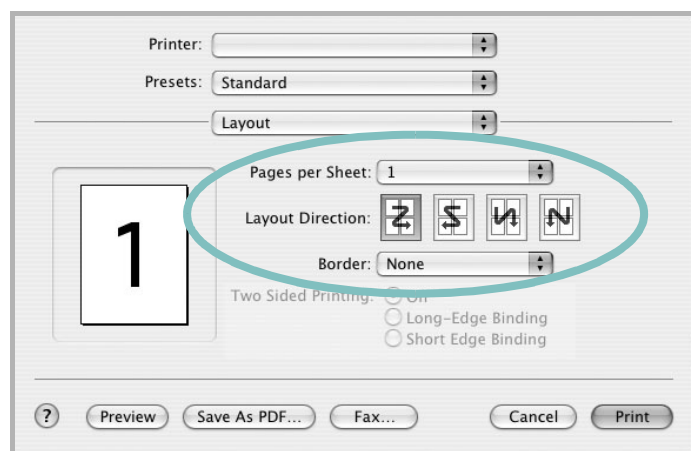 Printer:
Presets: Standard
Layout
Pages per Sheet: 1
Layout Direction:
Border: None
1
Two Sided Printing: Off
Long-Edge Binding
Short Edge Binding
? Preview Save As PDF... Fax... Cancel Print